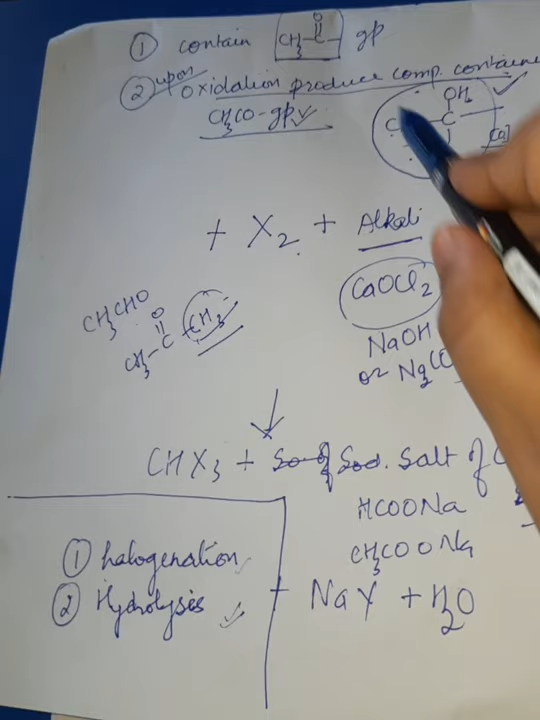 ① contain CH3-C- gp
O
||
② upon
Oxidation produce comp. containe
CH3CO-gp✓
OH
C C
[O]
+ X2 + Alkali
CaOCl2
CH3CHO
O
||
CH3-C-CH3
NaOH
or Na2CO
CHX3 + Sod. Salt of C
HCOONa
CH3COONa
① halogenation
② Hydrolysis
+ NaX + H2O